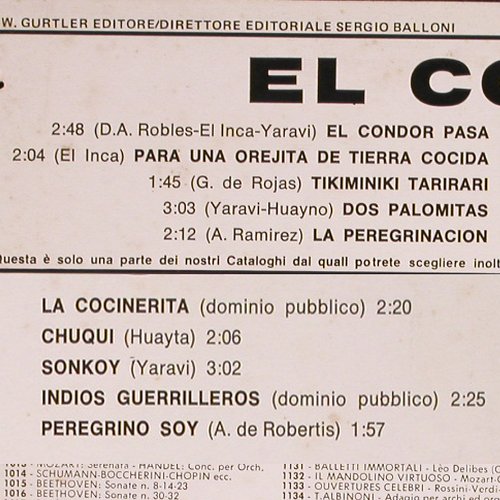 W. GURTLER EDITORE/DIRETTORE EDITORIALE SERGIO BALLONI
EL CO
2:48 (D.A. Robles-El Inca-Yaravi) EL CONDOR PASA
2:04 (El Inca) PARA UNA OREJITA DE TIERRA COCIDA
1:45 (G. de Rojas) TIKIMINIKI TARIRARI
3:03 (Yaravi-Huayno) DOS PALOMITAS
2:12 (A. Ramirez) LA PEREGRINACION
Questa è solo una parte dei nostri Cataloghi dai quali potrete scegliere inolt
LA COCINERITA (dominio pubblico) 2:20
CHUQUI (Huayta) 2:06
SONKOY (Yaravi) 3:02
INDIOS GUERRILLEROS (dominio pubblico) 2:25
PEREGRINO SOY (A. de Robertis) 1:57
1013 - MOZART: Serenata - HANDEL: Conc. per Orch,
1014 - SCHUMANN-BOCCHERINI-CHOPIN ecc.
1015 - BEETHOVEN: Sonate n. 8-14-23
1016 - BEETHOVEN: Sonate n. 30-32
1131 - BALLETTI IMMORTALI - Lèo Delibes (
1132 - IL MANDOLINO VIRTUOSO - Mozart
1133 - OUVERTURES CELEBRI - Rossini-Verdi-
1134 - T.ALBINONI - Adagio per archi ed or